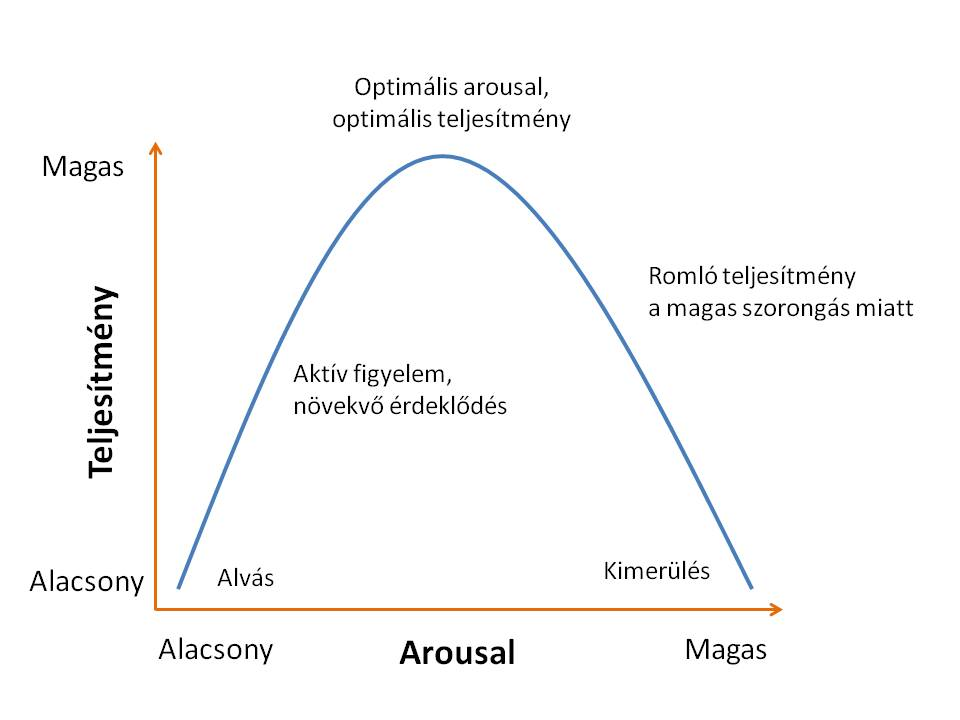 Optimális arousal,
optimális teljesítmény
Magas
Romló teljesítmény
a magas szorongás miatt
Teljesítmény
Aktív figyelem,
növekvő érdeklődés
Alacsony
Alvás
Kimerülés
Alacsony
Arousal
Magas